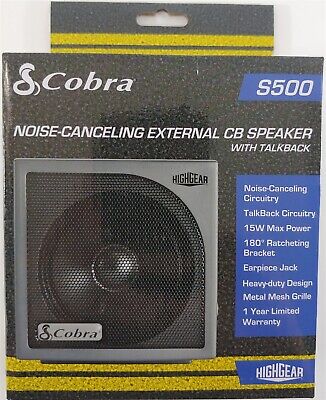 Cobra
S500
NOISE-CANCELING EXTERNAL CB SPEAKER
WITH TALKBACK
HIGHGEAR
Cobra
Noise-Canceling
Circuitry
TalkBack Circuitry
15W Max Power
180° Ratcheting
Bracket
Earpiece Jack
Heavy-duty Design
Metal Mesh Grille
1 Year Limited
Warranty
HIGHGEAR